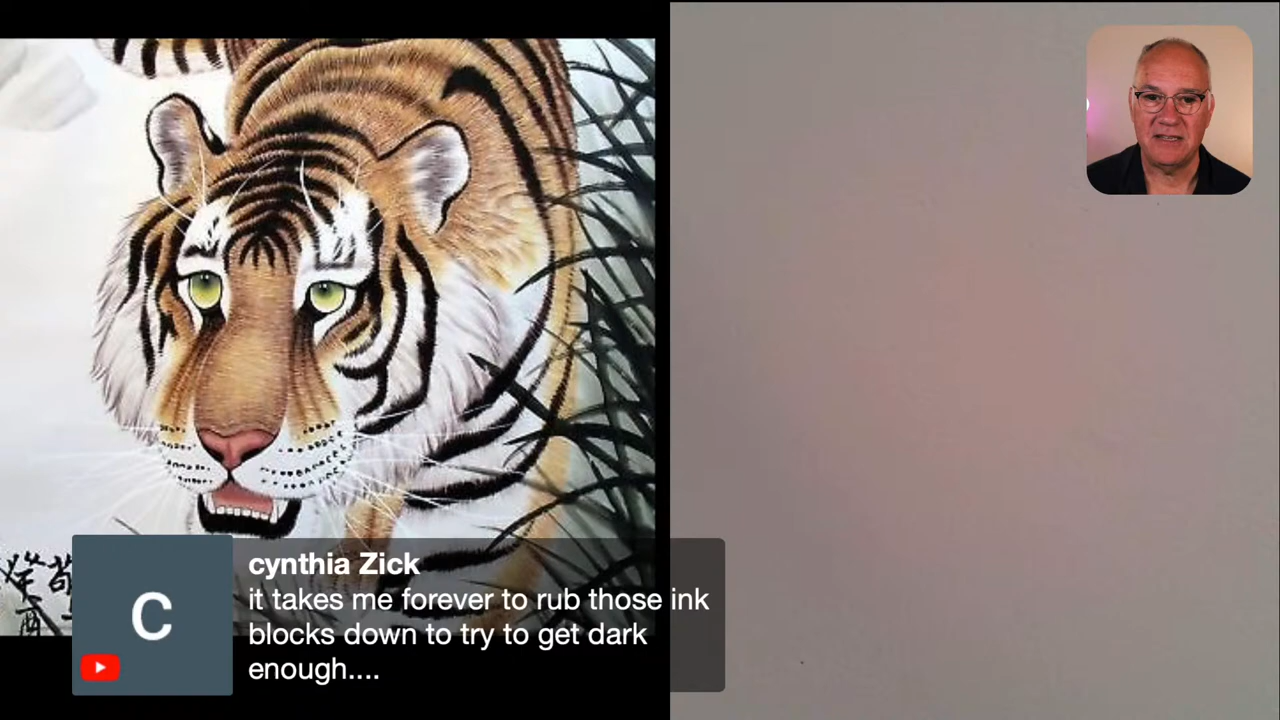 C
cynthia Zick
it takes me forever to rub those ink
blocks down to try to get dark
enough....